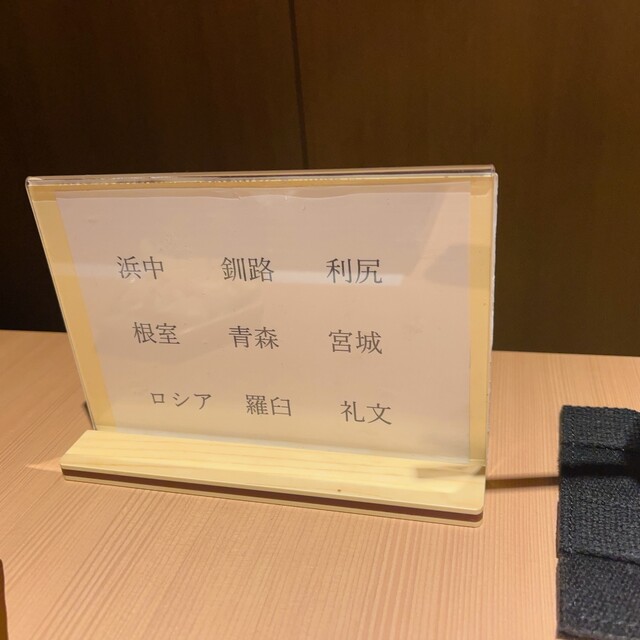 浜中 釧路 利尻
根室 青森 宮城
ロシア 羅臼 礼文